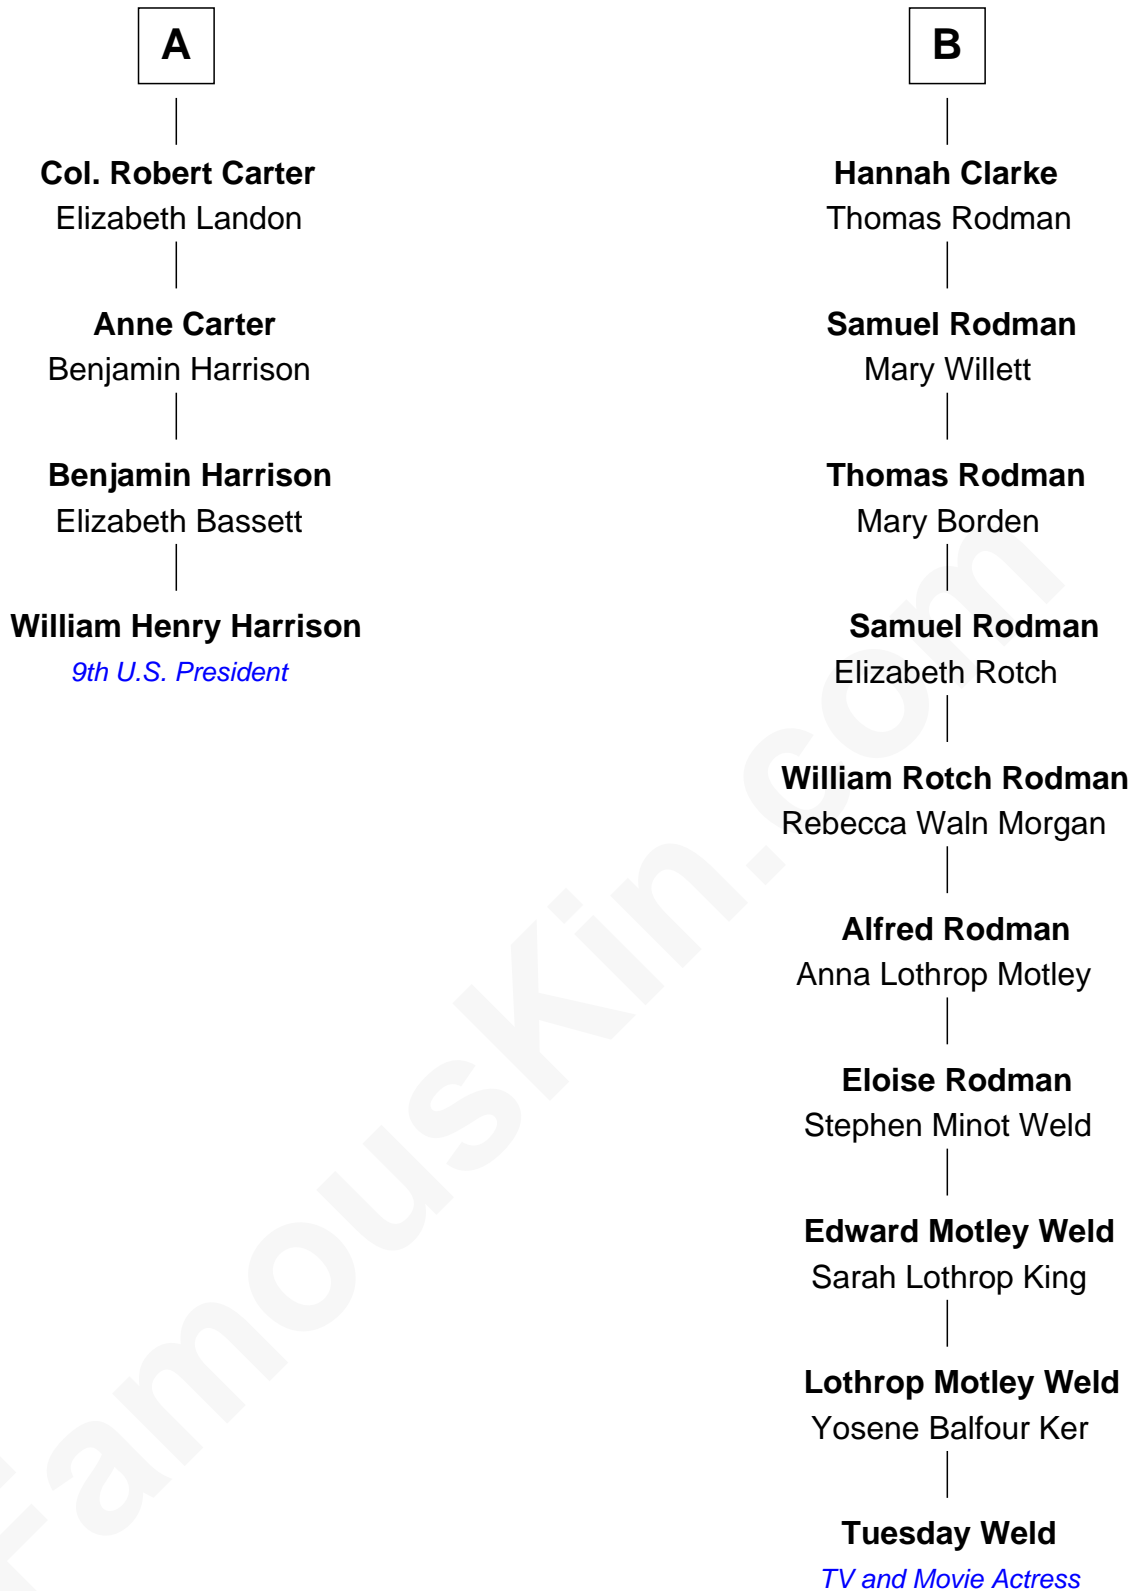 A
Col. Robert Carter
Elizabeth Landon
Anne Carter
Benjamin Harrison
Benjamin Harrison
Elizabeth Bassett
William Henry Harrison
9th U.S. President
B
Hannah Clarke
Thomas Rodman
Samuel Rodman
Mary Willett
Thomas Rodman
Mary Borden
Samuel Rodman
Elizabeth Rotch
William Rotch Rodman
Rebecca Waln Morgan
Alfred Rodman
Anna Lothrop Motley
Eloise Rodman
Stephen Minot Weld
Edward Motley Weld
Sarah Lothrop King
Lothrop Motley Weld
Yosene Balfour Ker
Tuesday Weld
TV and Movie Actress
FamousKin.com